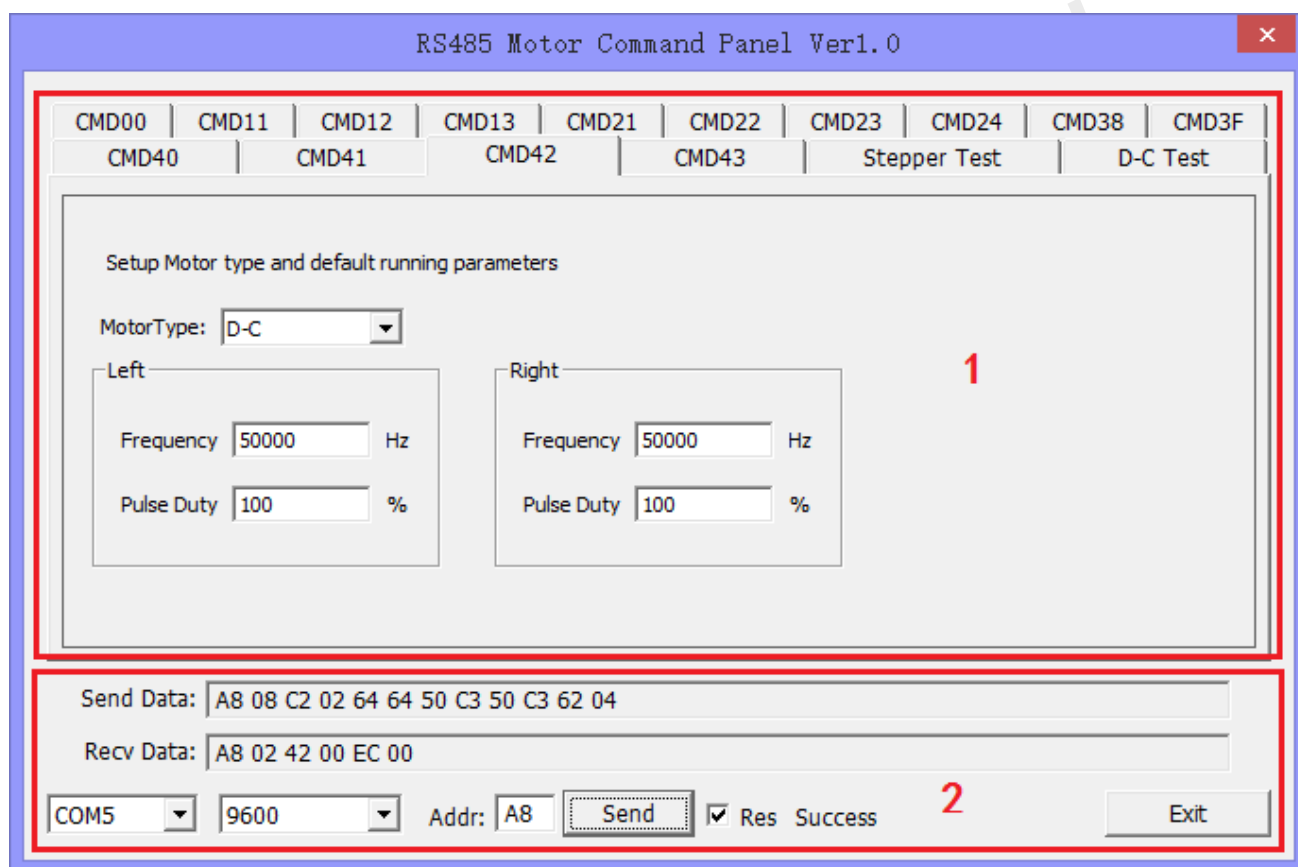 RS485 Motor Command Panel Ver1.0
CMD00 CMD11 CMD12 CMD13 CMD21 CMD22 CMD23 CMD24 CMD38 CMD3F
CMD40 CMD41 CMD42 CMD43 Stepper Test D-C Test
Setup Motor type and default running parameters
MotorType: D-C
Left Right
1
Frequency 50000 Hz Frequency 50000 Hz
Pulse Duty 100 % Pulse Duty 100 %
Send Data: A8 08 C2 02 64 64 50 C3 50 C3 62 04
Recv Data: A8 02 42 00 EC 00
COM5 9600 Addr: A8 Send Res Success 2 Exit